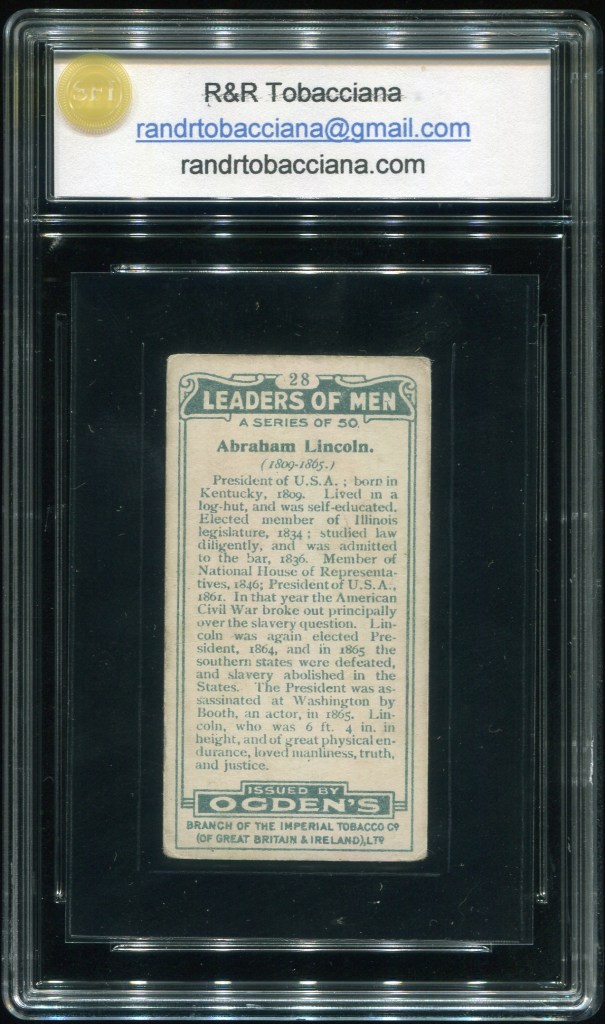 R&R Tobacciana
randrtobacciana@gmail.com
randrtobacciana.com
28
LEADERS OF MEN
A SERIES OF 50
Abraham Lincoln.
(1809-1865.)
President of U.S.A.; born in
Kentucky, 1809. Lived in a
log-hut, and was self-educated.
Elected member of Illinois
legislature, 1834; studied law
diligently, and was admitted
to the bar, 1836. Member of
National House of Representa-
tives, 1846; President of U.S.A.,
1861. In that year the American
Civil War broke out principally
over the slavery question. Lin-
coln was again elected Pre-
sident, 1864, and in 1865 the
southern states were defeated,
and slavery abolished in the
States. The President was as-
sassinated at Washington by
Booth, an actor, in 1865. Lin-
coln, who was 6 ft. 4 in. in
height, and of great physical en-
durance, loved manliness, truth,
and justice.
ISSUED BY
OGDEN'S
BRANCH OF THE IMPERIAL TOBACCO Cº
(OF GREAT BRITAIN & IRELAND), LTD